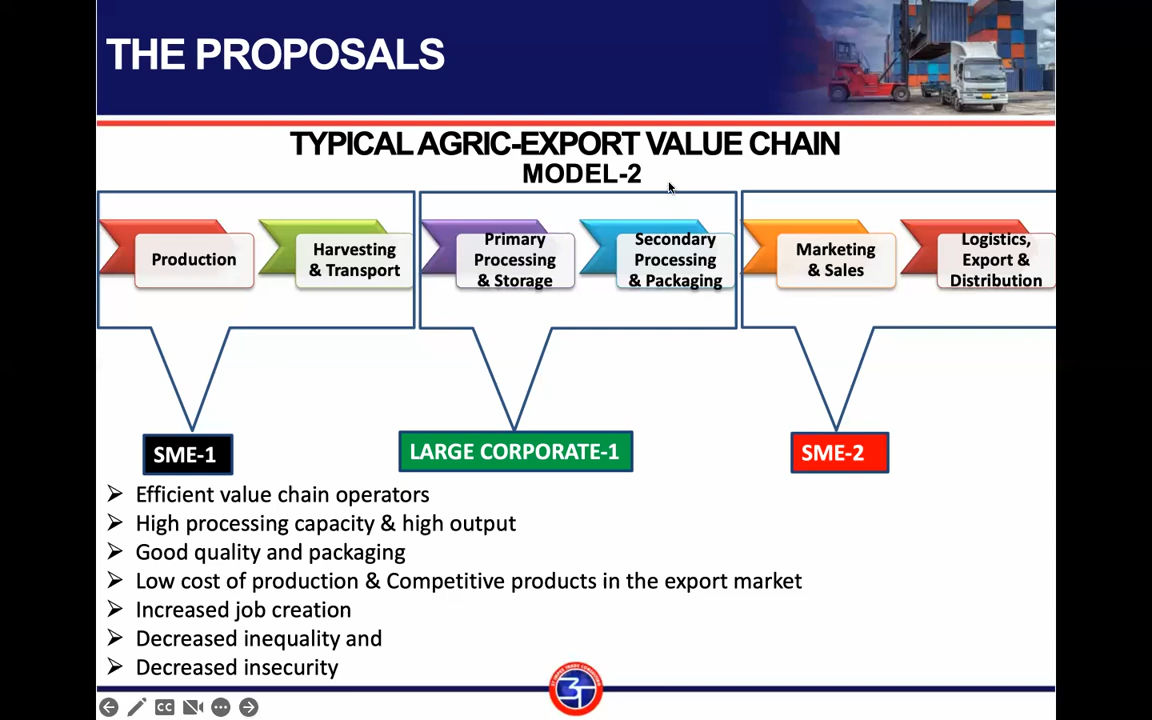 THE PROPOSALS
TYPICAL AGRIC-EXPORT VALUE CHAIN
MODEL-2
Production
Harvesting
& Transport
Primary
Processing
& Storage
Secondary
Processing
& Packaging
Marketing
& Sales
Logistics,
Export &
Distribution
SME-1
LARGE CORPORATE-1
SME-2
➢ Efficient value chain operators
➢ High processing capacity & high output
➢ Good quality and packaging
➢ Low cost of production & Competitive products in the export market
➢ Increased job creation
➢ Decreased inequality and
➢ Decreased insecurity
3T
CC